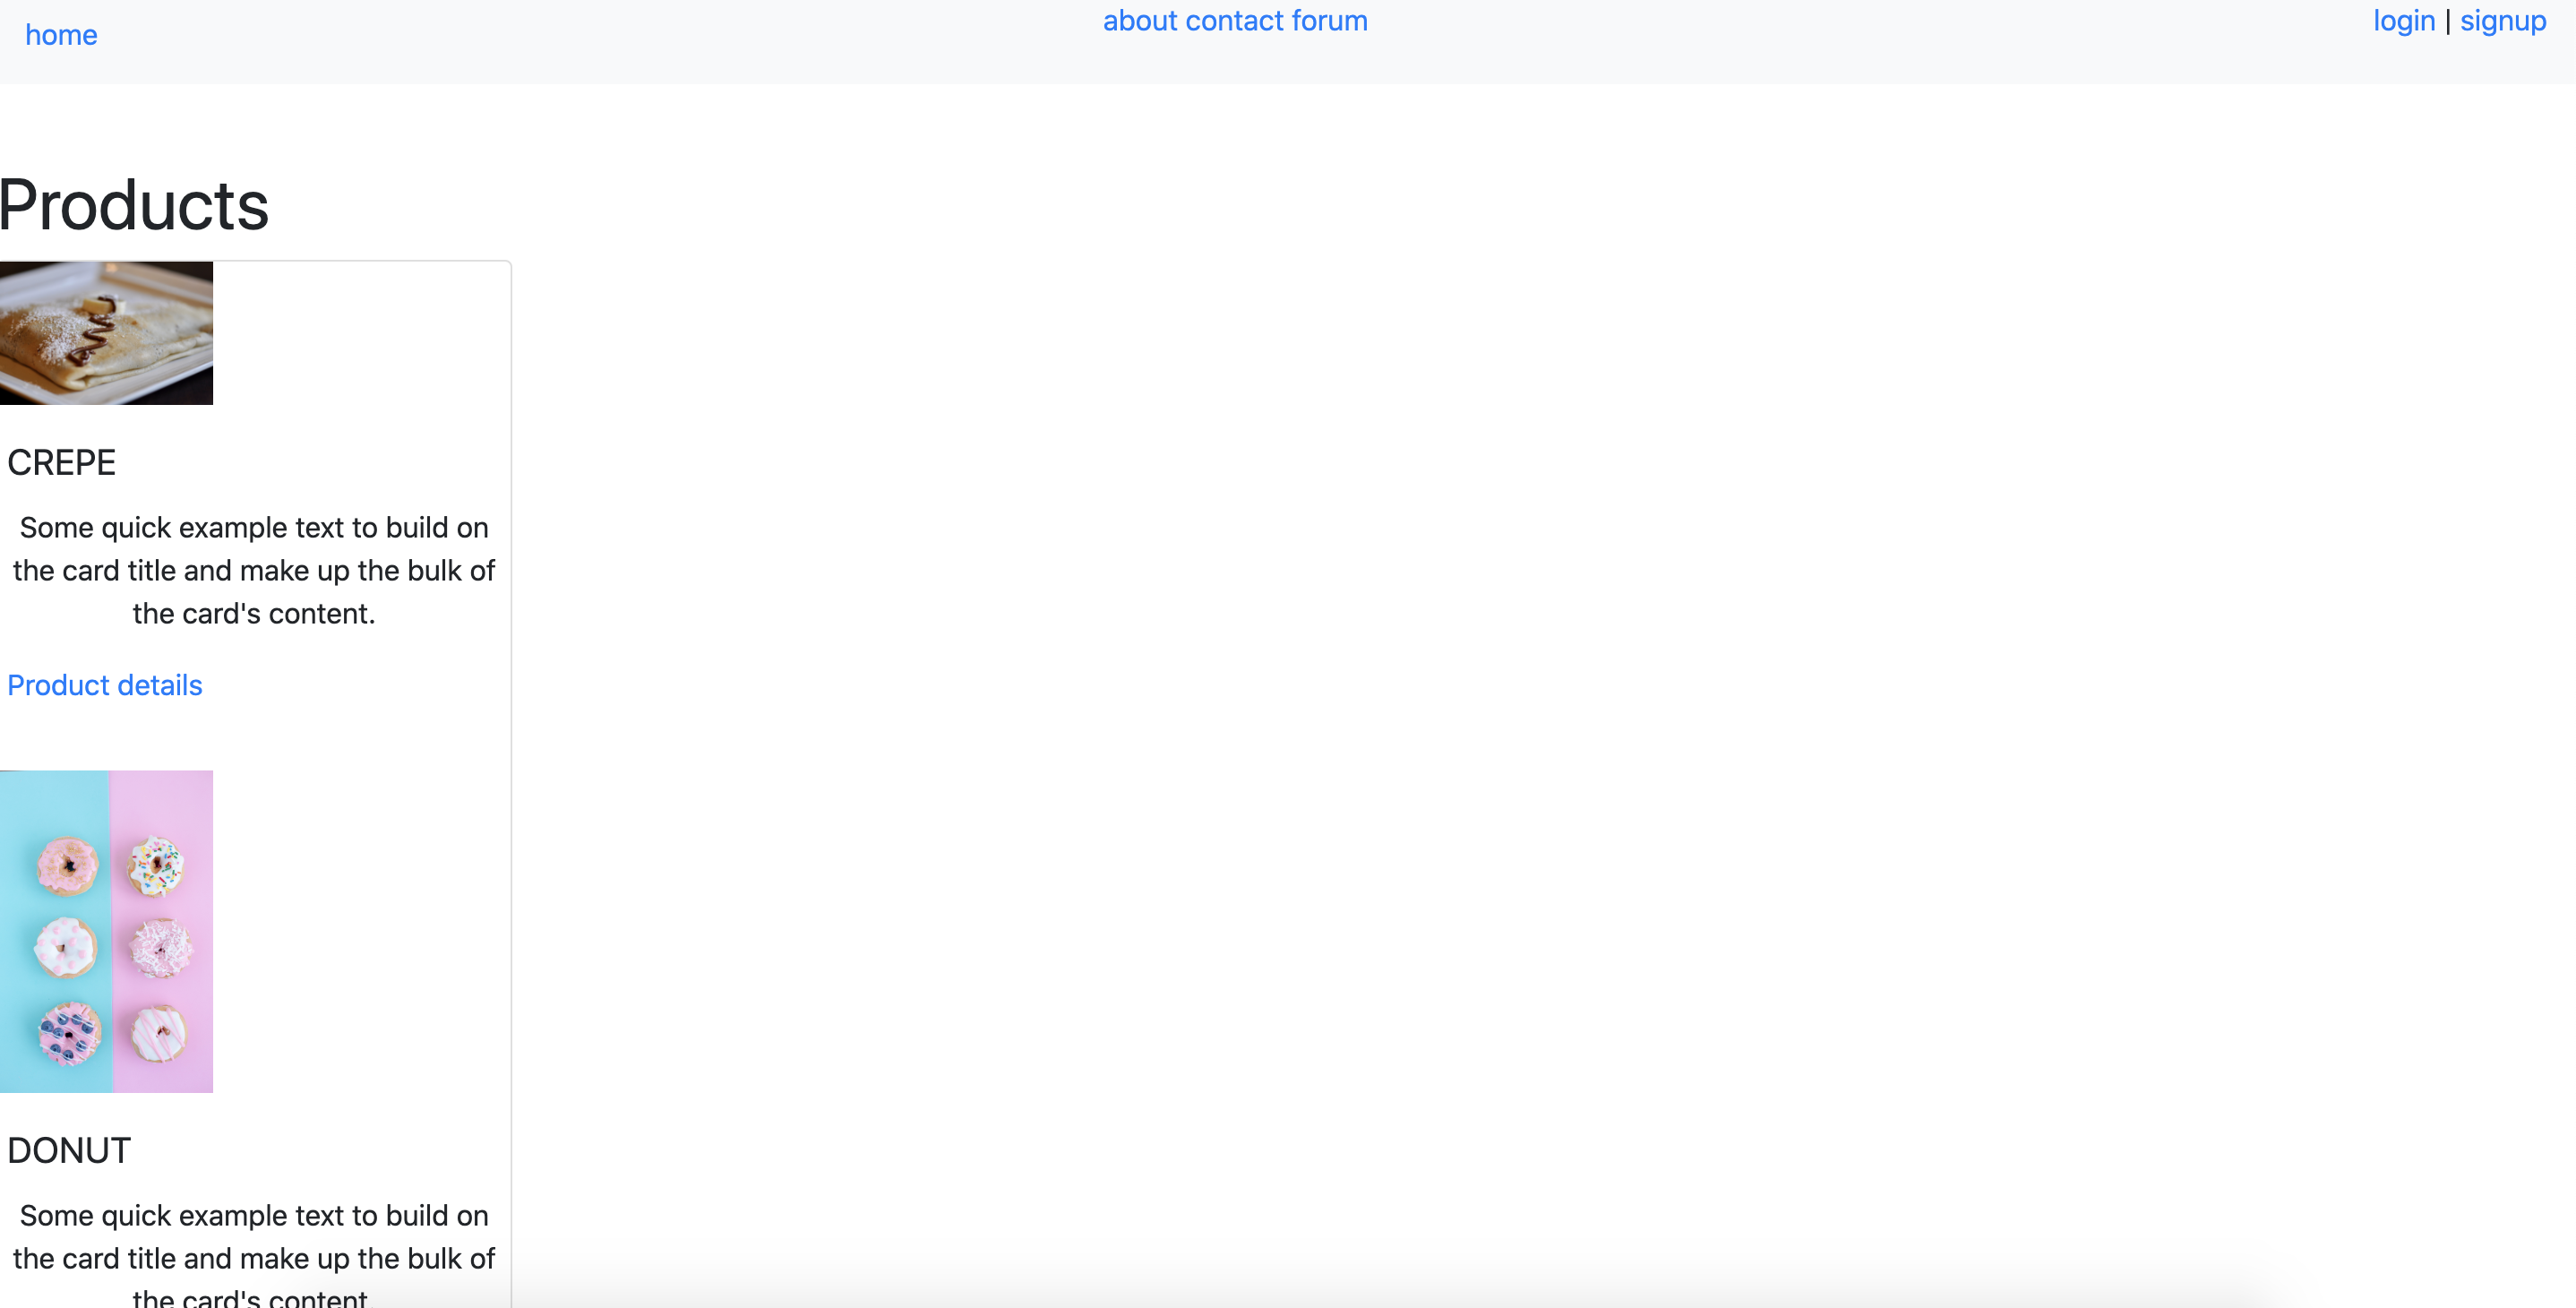 home
about contact forum
login | signup
Products
CREPE
Some quick example text to build on
the card title and make up the bulk of
the card's content.
Product details
DONUT
Some quick example text to build on
the card title and make up the bulk of
the card's content.